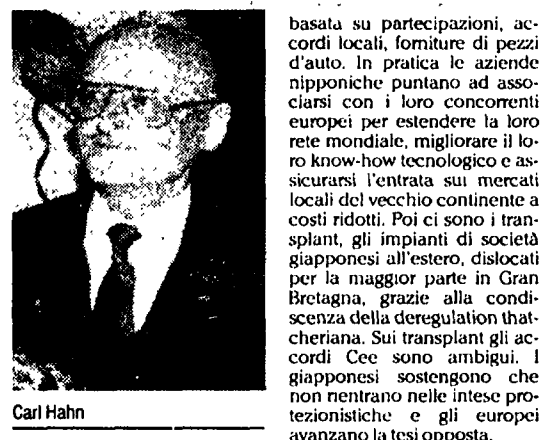 basata su partecipazioni, ac-
cordi locali, forniture di pezzi
d'auto. In pratica le aziende
nipponiche puntano ad asso-
ciarsi con i loro concorrenti
europei per estendere la loro
rete mondiale, migliorare il lo-
ro know-how tecnologico e as-
sicurarsi l'entrata sui mercati
locali del vecchio continente a
costi ridotti. Poi ci sono i tran-
splant, gli impianti di società
giapponesi all'estero, dislocati
per la maggior parte in Gran
Bretagna, grazie alla condi-
scenza della deregulation that-
cheriana. Sui transplant gli ac-
cordi Cee sono ambigui. I
giapponesi sostengono che
non rientrano nelle intese pro-
tezionistiche e gli europei
avanzano la tesi opposta.
Carl Hahn